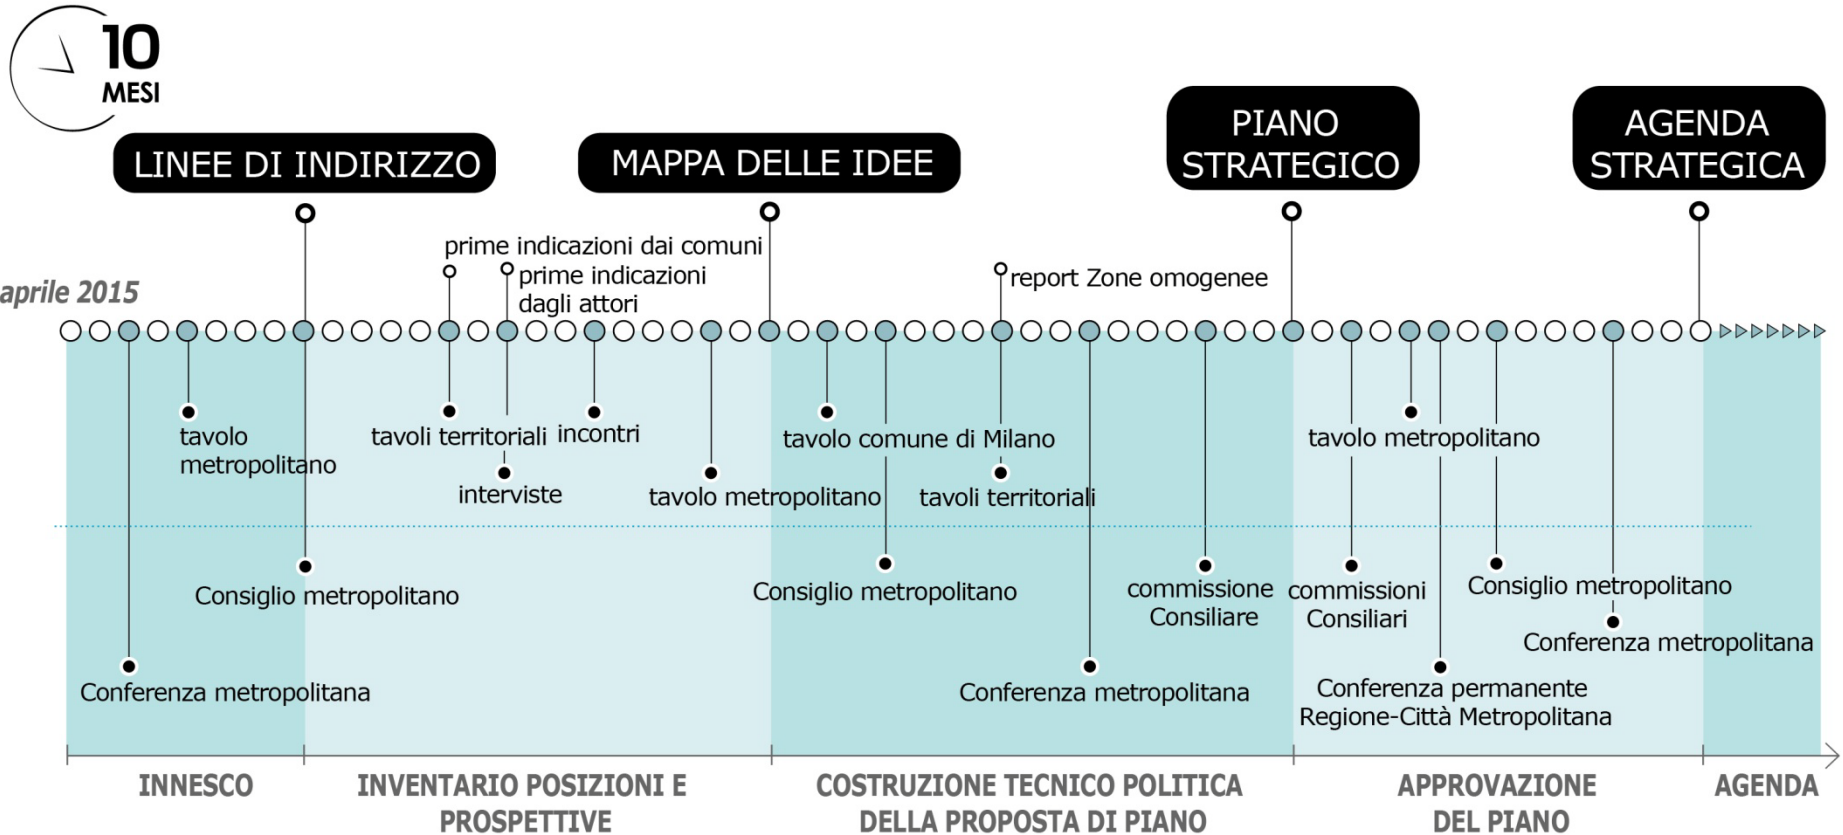 10
MESI
LINEE DI INDIRIZZO
MAPPA DELLE IDEE
PIANO
STRATEGICO
AGENDA
STRATEGICA
aprile 2015
prime indicazioni dai comuni
prime indicazioni
dagli attori
report Zone omogenee
tavolo
metropolitano
tavoli territoriali
incontri
interviste
tavolo metropolitano
tavolo comune di Milano
tavoli territoriali
tavolo metropolitano
Consiglio metropolitano
Conferenza metropolitana
Consiglio metropolitano
commissione
Consiliare
Conferenza metropolitana
commissioni
Consiliari
Consiglio metropolitano
Conferenza metropolitana
Conferenza permanente
Regione-Città Metropolitana
INNESCO
INVENTARIO POSIZIONI E
PROSPETTIVE
COSTRUZIONE TECNICO POLITICA
DELLA PROPOSTA DI PIANO
APPROVAZIONE
DEL PIANO
AGENDA